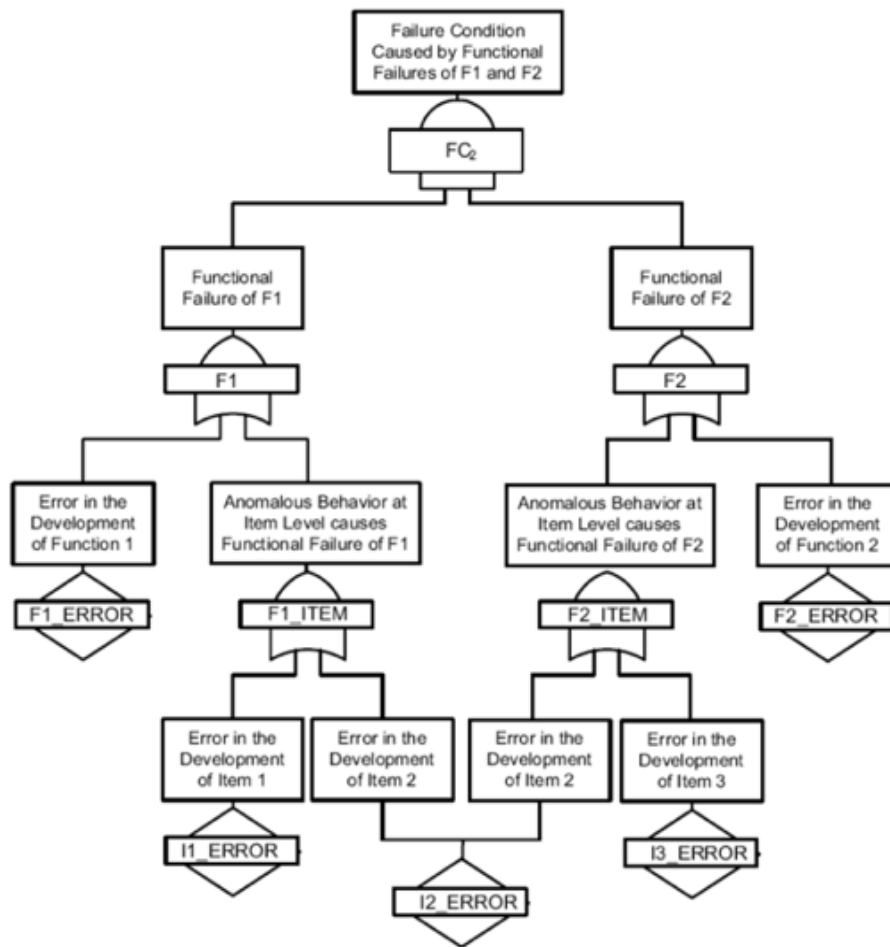 Failure Condition
Caused by Functional
Failures of F1 and F2
FC₂
Functional
Failure of F1
Functional
Failure of F2
F1
F2
Error in the
Development
of Function 1
Anomalous Behavior at
Item Level causes
Functional Failure of F1
Anomalous Behavior at
Item Level causes
Functional Failure of F2
Error in the
Development
of Function 2
F1_ERROR
F1_ITEM
F2_ITEM
F2_ERROR
Error in the
Development
of Item 1
Error in the
Development
of Item 2
Error in the
Development
of Item 2
Error in the
Development
of Item 3
I1_ERROR
I3_ERROR
I2_ERROR